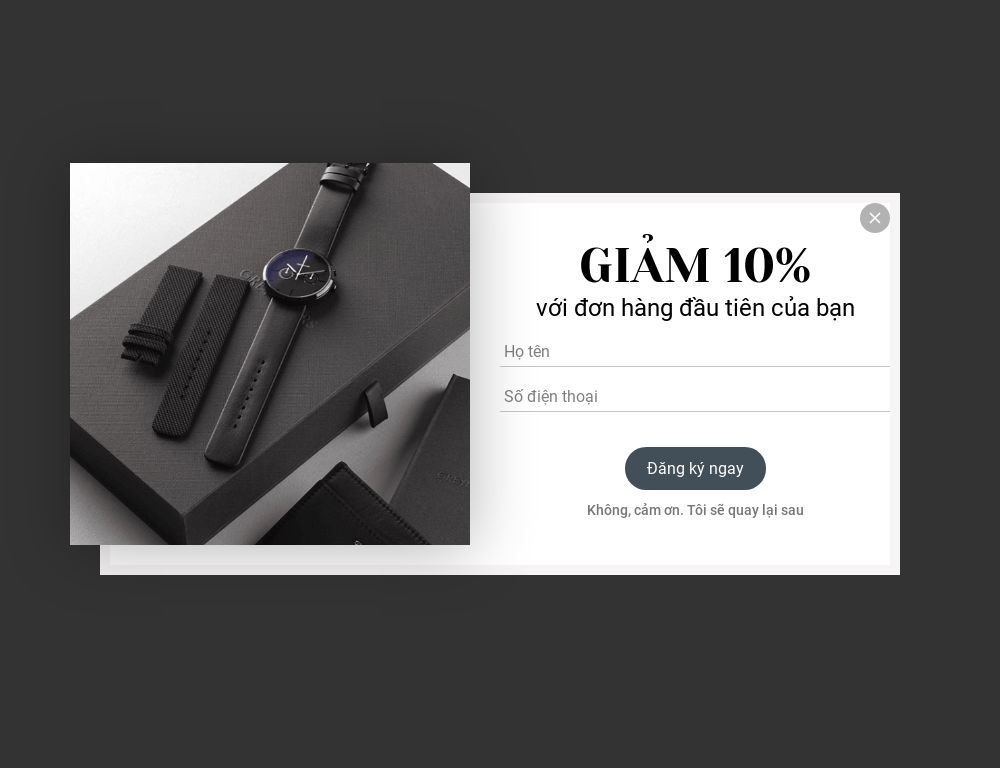 GIẢM 10%
với đơn hàng đầu tiên của bạn
Họ tên
Số điện thoại
Đăng ký ngay
Không, cảm ơn. Tôi sẽ quay lại sau